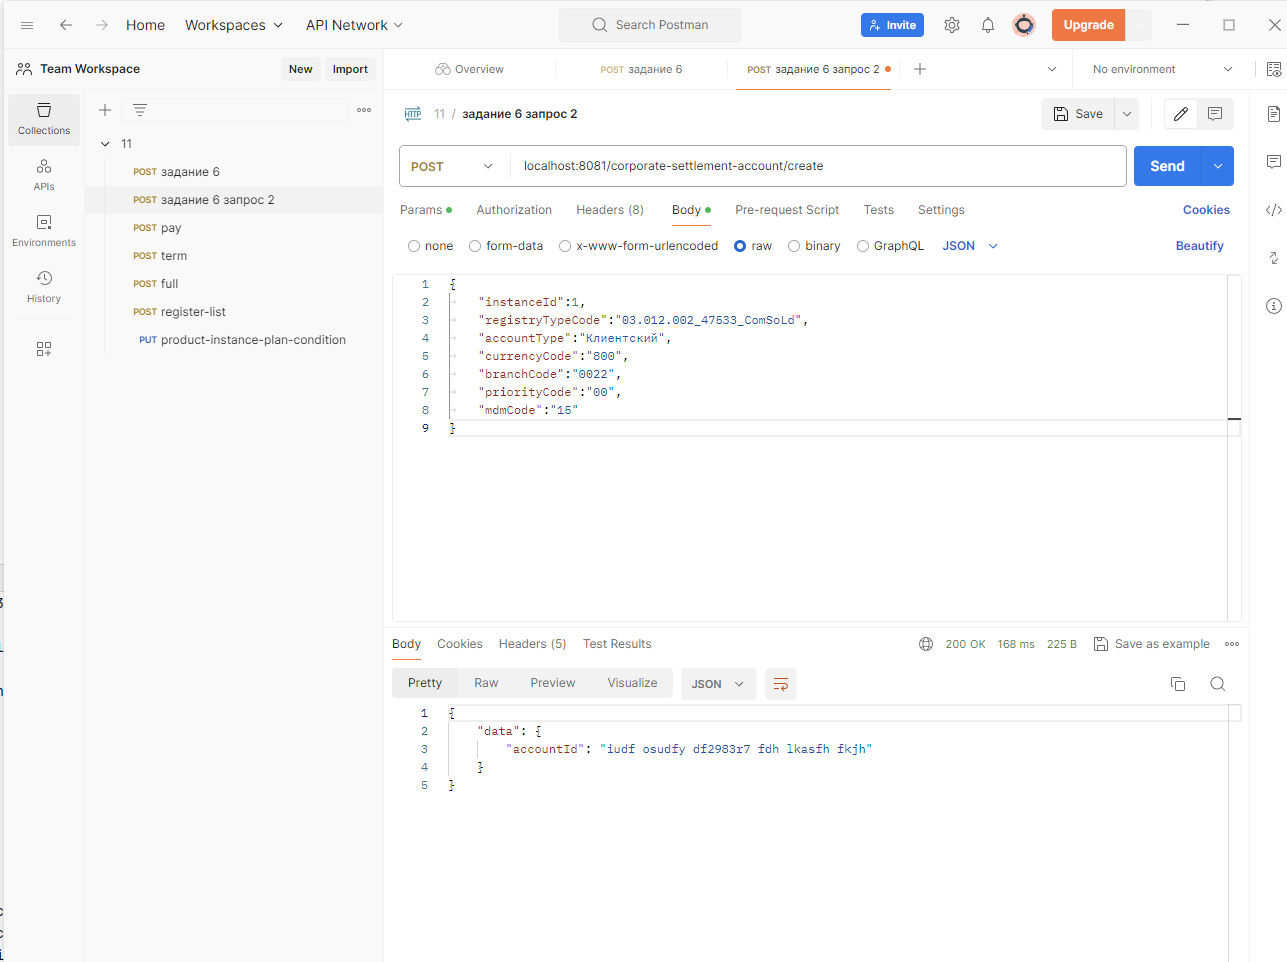 Home
Workspaces
API Network
Search Postman
Invite
Upgrade
Team Workspace
New
Import
Overview
POST задание 6
POST задание 6 запрос 2
No environment
Collections
APIs
Environments
History
11
POST задание 6
POST задание 6 запрос 2
POST pay
POST term
POST full
POST register-list
PUT product-instance-plan-condition
HTTP 11 / задание 6 запрос 2
Save
POST
localhost:8081/corporate-settlement-account/create
Send
Params
Authorization
Headers (8)
Body
Pre-request Script
Tests
Settings
Cookies
none
form-data
x-www-form-urlencoded
raw
binary
GraphQL
JSON
Beautify
1 {
2 "instanceId":1,
3 "registryTypeCode":"03.012.002_47533_ComSoLd",
4 "accountType":"Клиентский",
5 "currencyCode":"800",
6 "branchCode":"0022",
7 "priorityCode":"00",
8 "mdmCode":"15"
9 }
Body
Cookies
Headers (5)
Test Results
200 OK
168 ms
225 B
Save as example
Pretty
Raw
Preview
Visualize
JSON
1 {
2 "data": {
3 "accountId": "iudf osudfy df2983r7 fdh lkasfh fkjh"
4 }
5 }